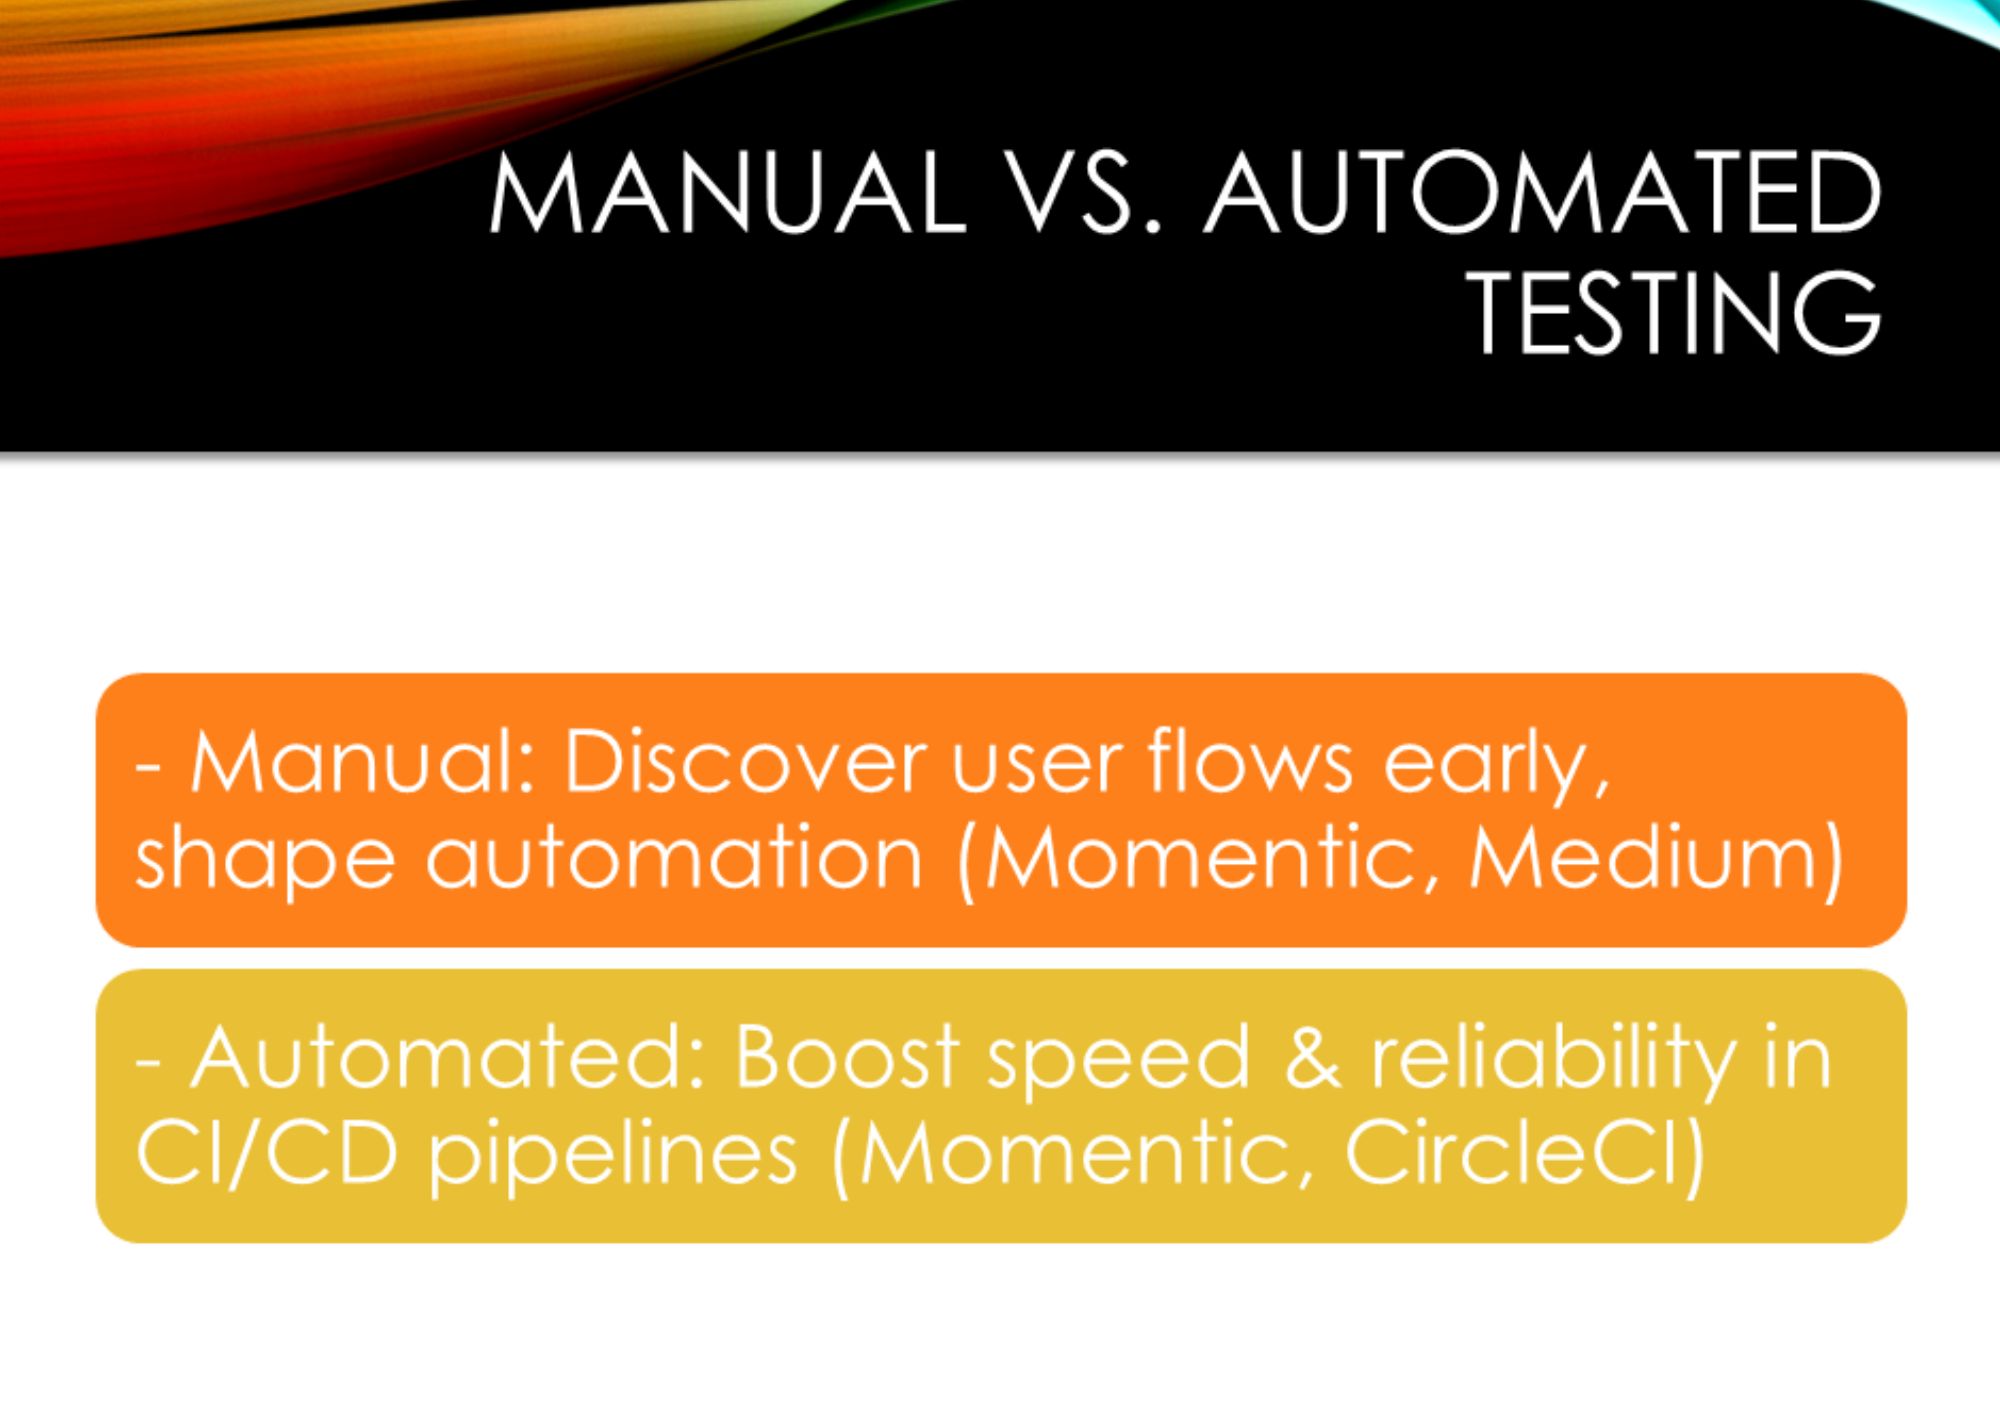 MANUAL VS. AUTOMATED
TESTING
- Manual: Discover user flows early,
shape automation (Momentic, Medium)
- Automated: Boost speed & reliability in
CI/CD pipelines (Momentic, CircleCI)